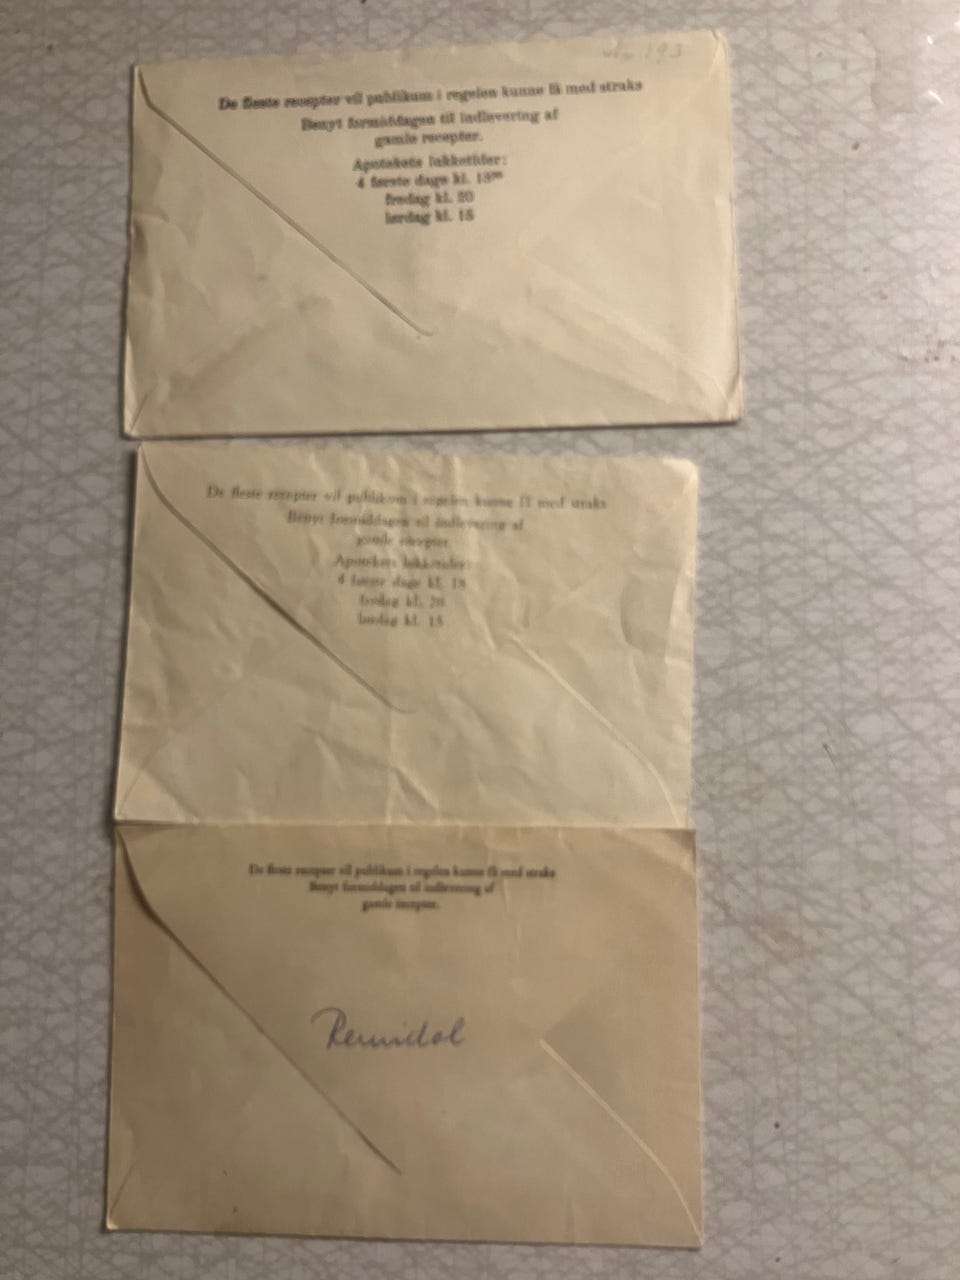 193
De fleste recepter vil publikum i regelen kunne få med straks
Benyt formiddagen til indlevering af
gamle recepter.
Apotekets lukketider:
4 første dage kl.
fredag kl. 20
lørdag kl. 15
De fleste recepter vil publikum i regelen kunne få med straks
Benyt formiddagen til indlevering af
gamle recepter.
Apotekets lukketider:
4 første dage kl. 18
fredag kl. 20
lørdag kl. 15
De fleste recepter vil publikum i regelen kunne få med straks
Benyt formiddagen til indlevering af
gamle recepter.